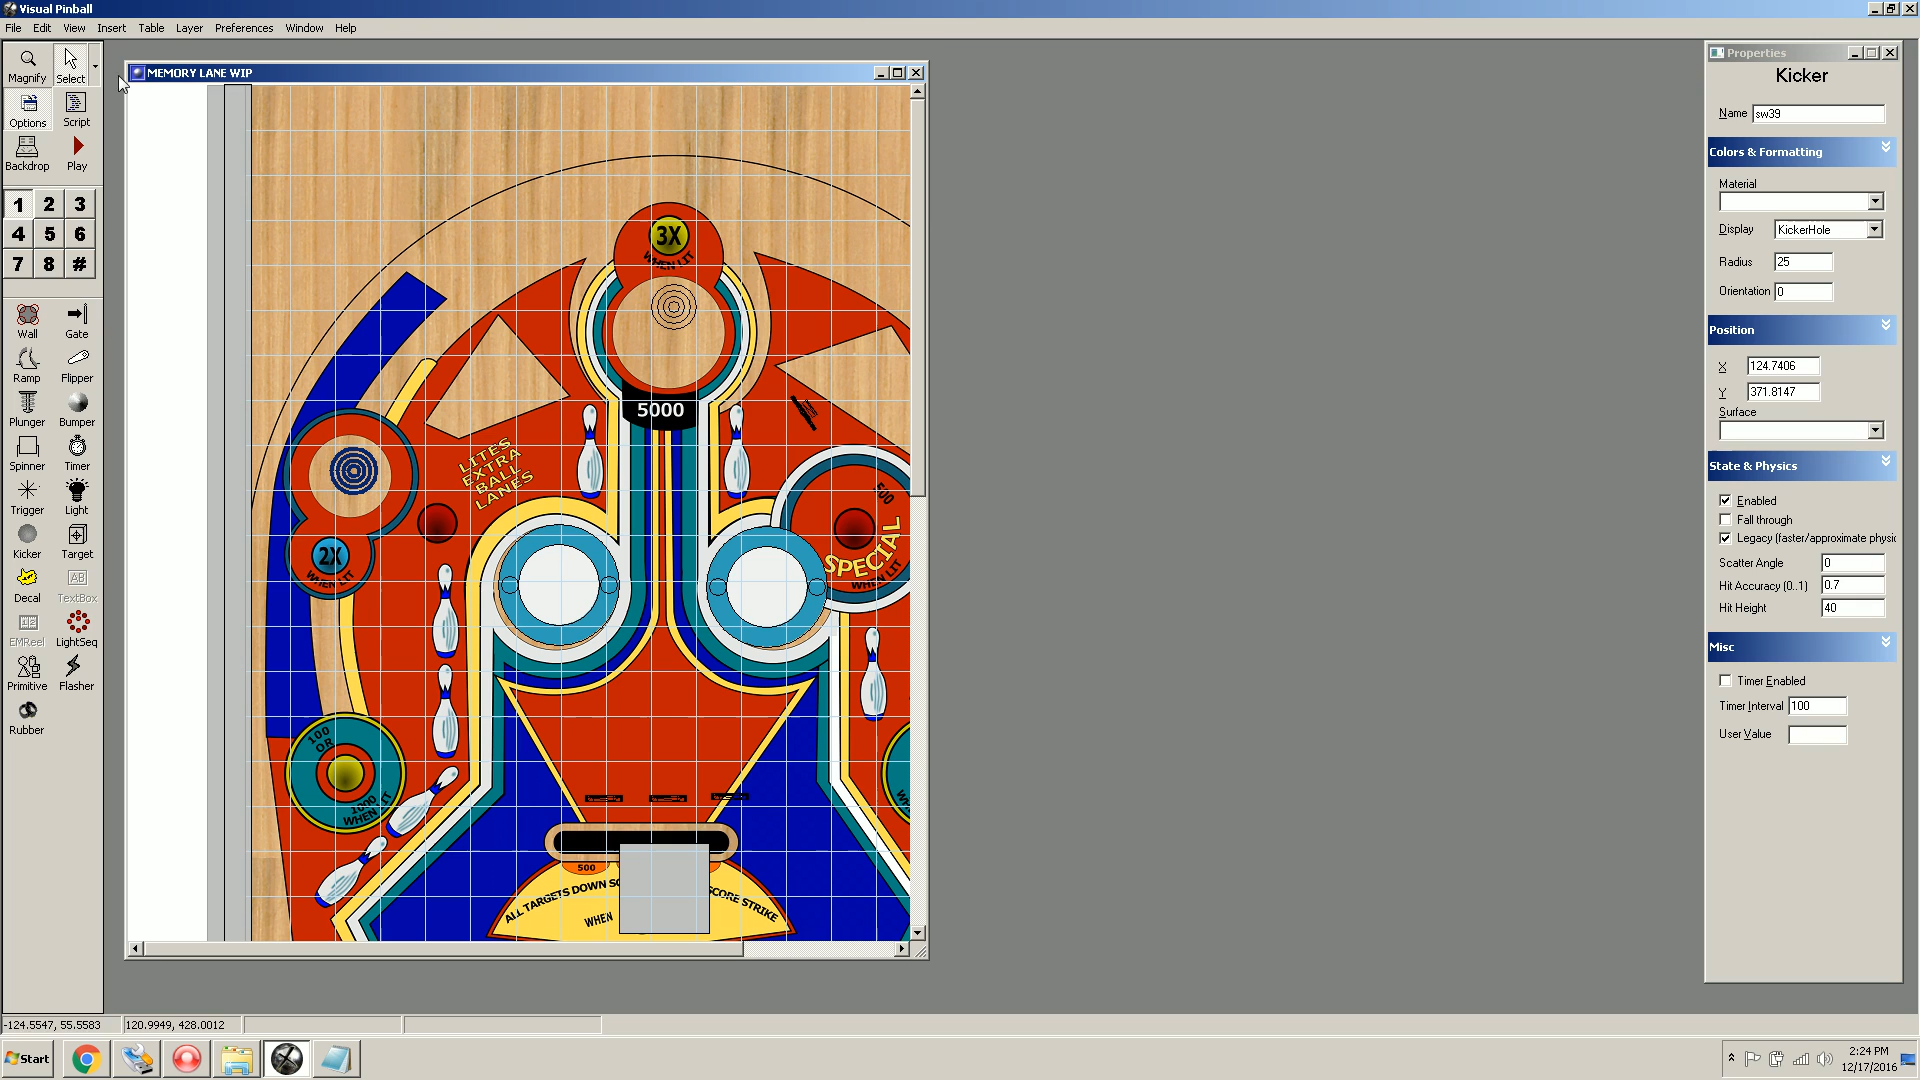 Visual Pinball
File Edit View Insert Table Layer Preferences Window Help
Magnify Select
Options Script
Backdrop Play
1 2 3
4 5 6
7 8 #
Wall Gate
Ramp Flipper
Plunger Bumper
Spinner Timer
Trigger Light
Kicker Target
Decal TextBox
EMReel LightSeq
Primitive Flasher
Rubber
MEMORY LANE WIP
3X
WHEN LIT
5000
LITES
EXTRA
BALL
LANES
500
SPECIAL
WHEN LIT
2X
WHEN LIT
100
OR
1000
WHEN LIT
500
ALL TARGETS DOWN SC
SCORE STRIKE
WHEN
Properties
Kicker
Name sw39
Colors & Formatting
Material
Display KickerHole
Radius 25
Orientation 0
Position
X 124.7406
Y 371.8147
Surface
State & Physics
Enabled
Fall through
Legacy (faster/approximate physic
Scatter Angle 0
Hit Accuracy (0..1) 0.7
Hit Height 40
Misc
Timer Enabled
Timer Interval 100
User Value
-124.5547, 55.5583 120.9949, 428.0012
Start
2:24 PM
12/17/2016